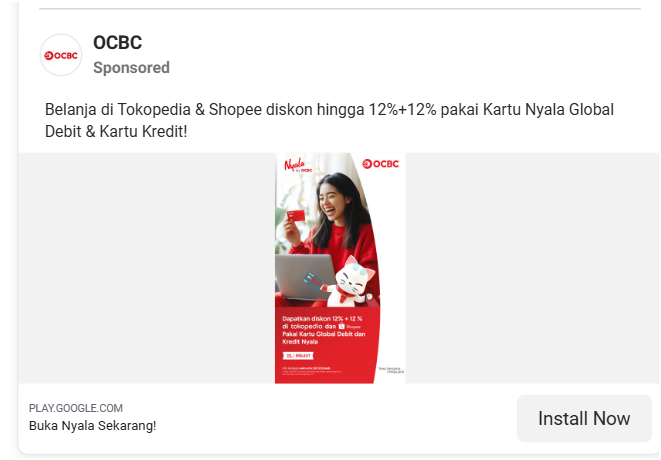 OCBC
OCBC
Sponsored
Belanja di Tokopedia & Shopee diskon hingga 12%+12% pakai Kartu Nyala Global
Debit & Kartu Kredit!
Nyala
by OCBC
OCBC
Dapatkan diskon 12% + 12 %
di tokopedia dan Shopee
Pakai Kartu Global Debit dan
Kredit Nyala
PLAY.GOOGLE.COM
Buka Nyala Sekarang!
Install Now